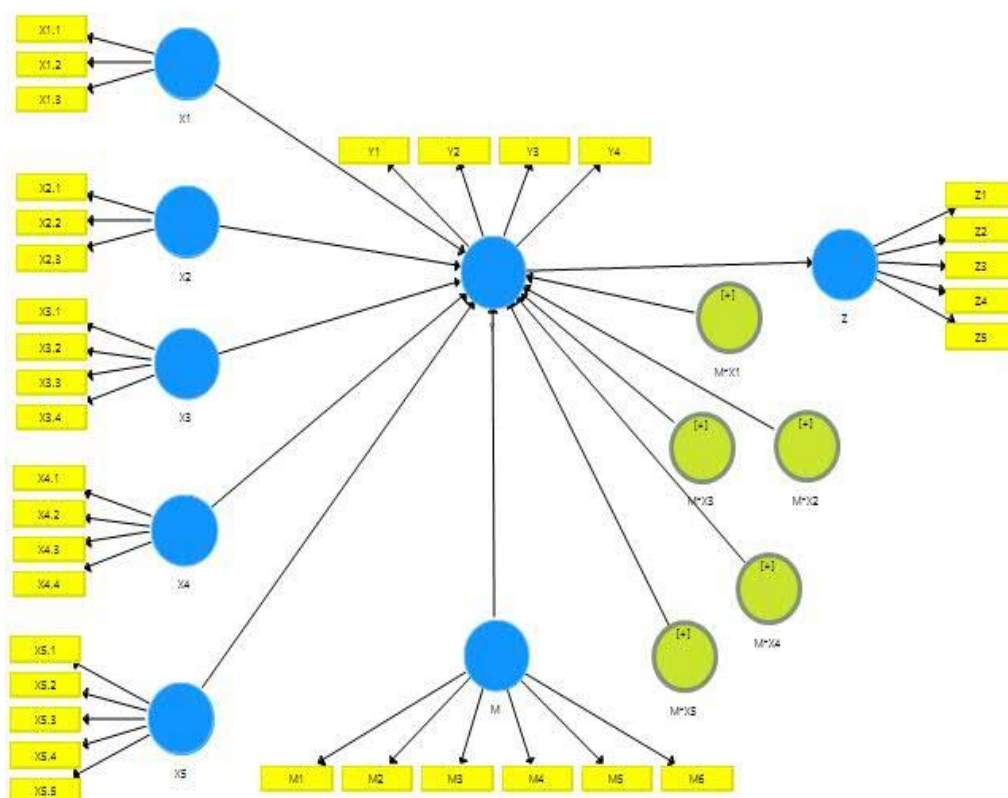 X1.1
X1.2
X1.3
X1
Y1
Y2
Y3
Y4
X2.1
X2.2
X2.3
X2
Z1
Z2
Z3
Z4
Z5
Z
Y
[+]
M*X1
X3.1
X3.2
X3.3
X3.4
X3
[+]
M*X3
[+]
M*X2
X4.1
X4.2
X4.3
X4.4
X4
[+]
M*X4
[+]
M*X5
X5.1
X5.2
X5.3
X5.4
X5.5
X5
M
M1
M2
M3
M4
M5
M6